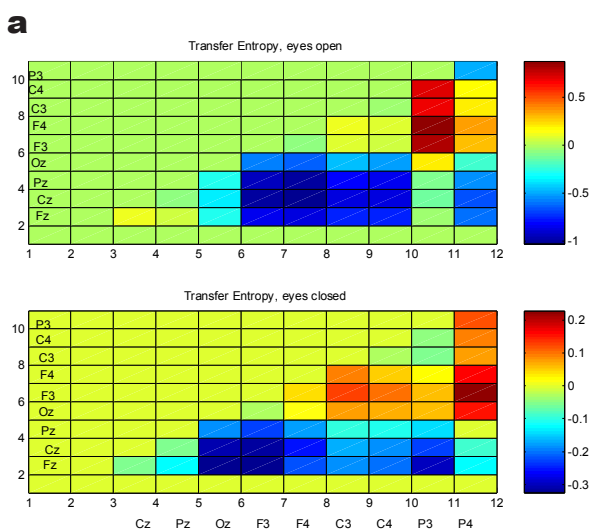 a
Transfer Entropy, eyes open
P3
10
C4
C3
8
F4
F3
6
Oz
Pz
4
Cz
Fz
2
1 2 3 4 5 6 7 8 9 10 11 12
0.5
0
-0.5
-1
Transfer Entropy, eyes closed
P3
10
C4
C3
8
F4
F3
6
Oz
Pz
4
Cz
Fz
2
1 2 3 4 5 6 7 8 9 10 11 12
Cz Pz Oz F3 F4 C3 C4 P3 P4
0.2
0.1
0
-0.1
-0.2
-0.3